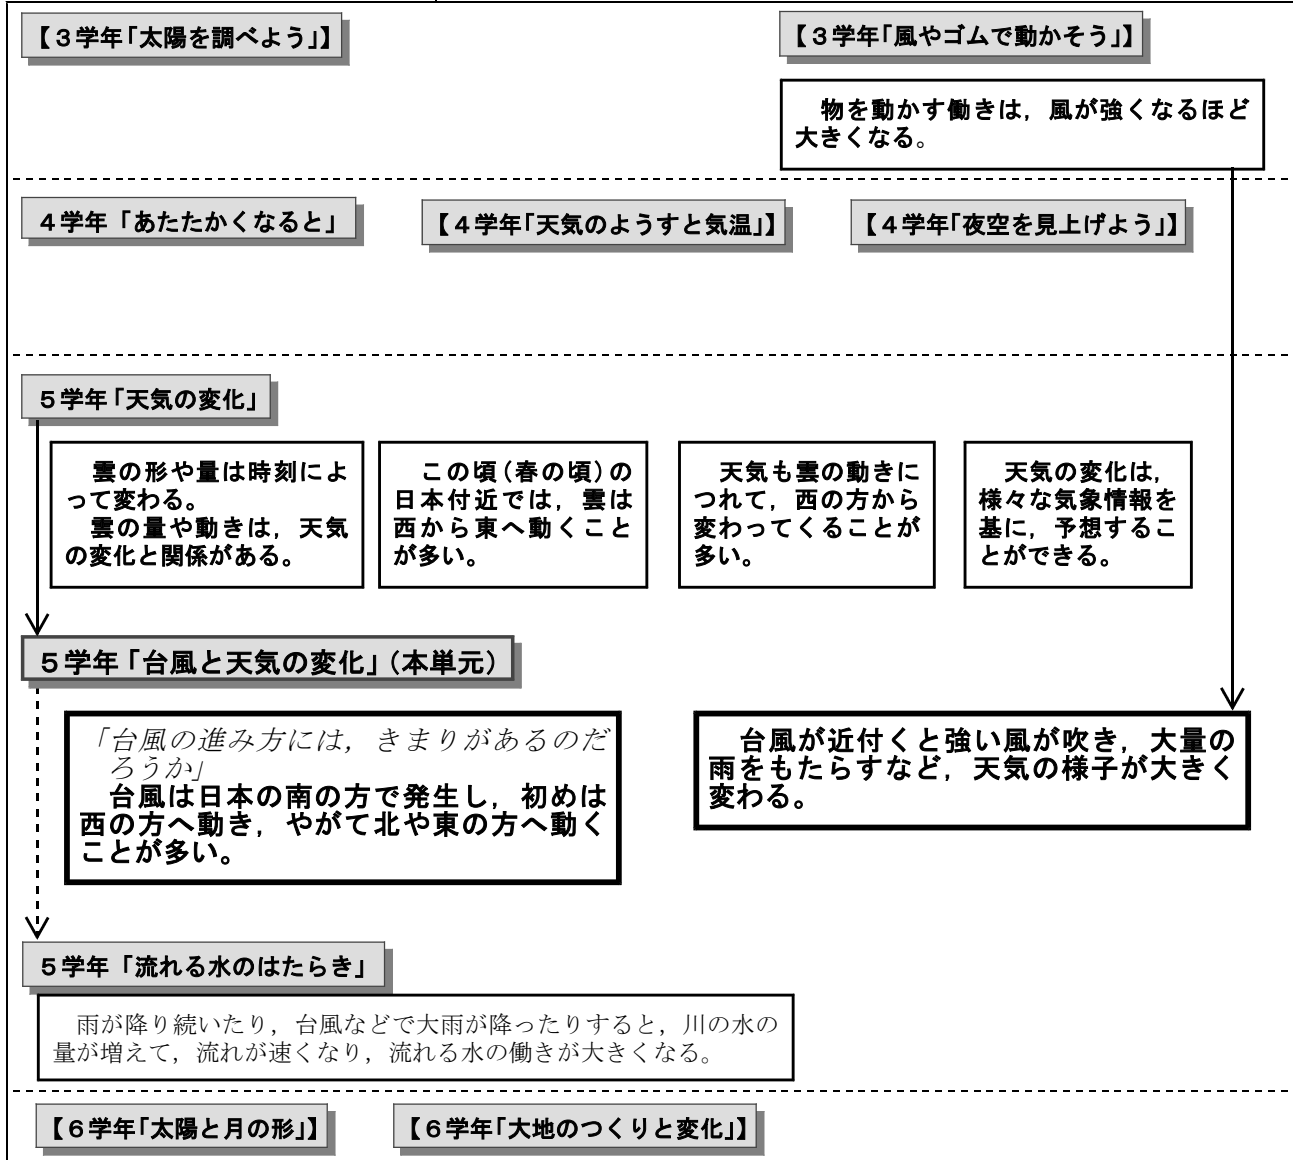 【３学年「太陽を調べよう」】
【３学年「風やゴムで動かそう」】
物を動かす働きは，風が強くなるほど
大きくなる。
４学年「あたたかくなると」
【４学年「天気のようすと気温」】
【４学年「夜空を見上げよう」】
５学年「天気の変化」
雲の形や量は時刻によ
って変わる。
雲の量や動きは，天気
の変化と関係がある。
この頃（春の頃）の
日本付近では，雲は
西から東へ動くこと
が多い。
天気も雲の動きに
つれて，西の方から
変わってくることが
多い。
天気の変化は，
様々な気象情報を
基に，予想するこ
とができる。
５学年「台風と天気の変化」（本単元）
「台風の進み方には，きまりがあるのだ
ろうか」
台風は日本の南の方で発生し，初めは
西の方へ動き，やがて北や東の方へ動く
ことが多い。
台風が近付くと強い風が吹き，大量の
雨をもたらすなど，天気の様子が大きく
変わる。
５学年「流れる水のはたらき」
雨が降り続いたり，台風などで大雨が降ったりすると，川の水の
量が増えて，流れが速くなり，流れる水の働きが大きくなる。
【６学年「太陽と月の形」】
【６学年「大地のつくりと変化」】